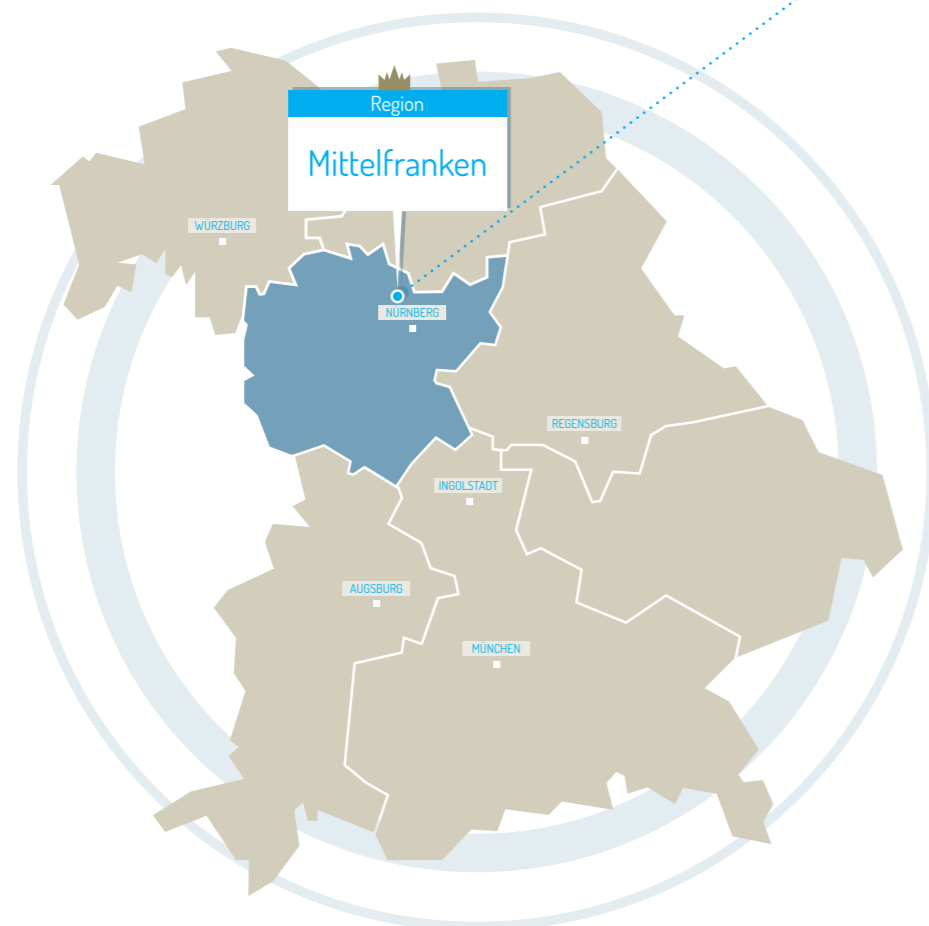 Region
Mittelfranken
WÜRZBURG
NÜRNBERG
REGENSBURG
INGOLSTADT
AUGSBURG
MÜNCHEN